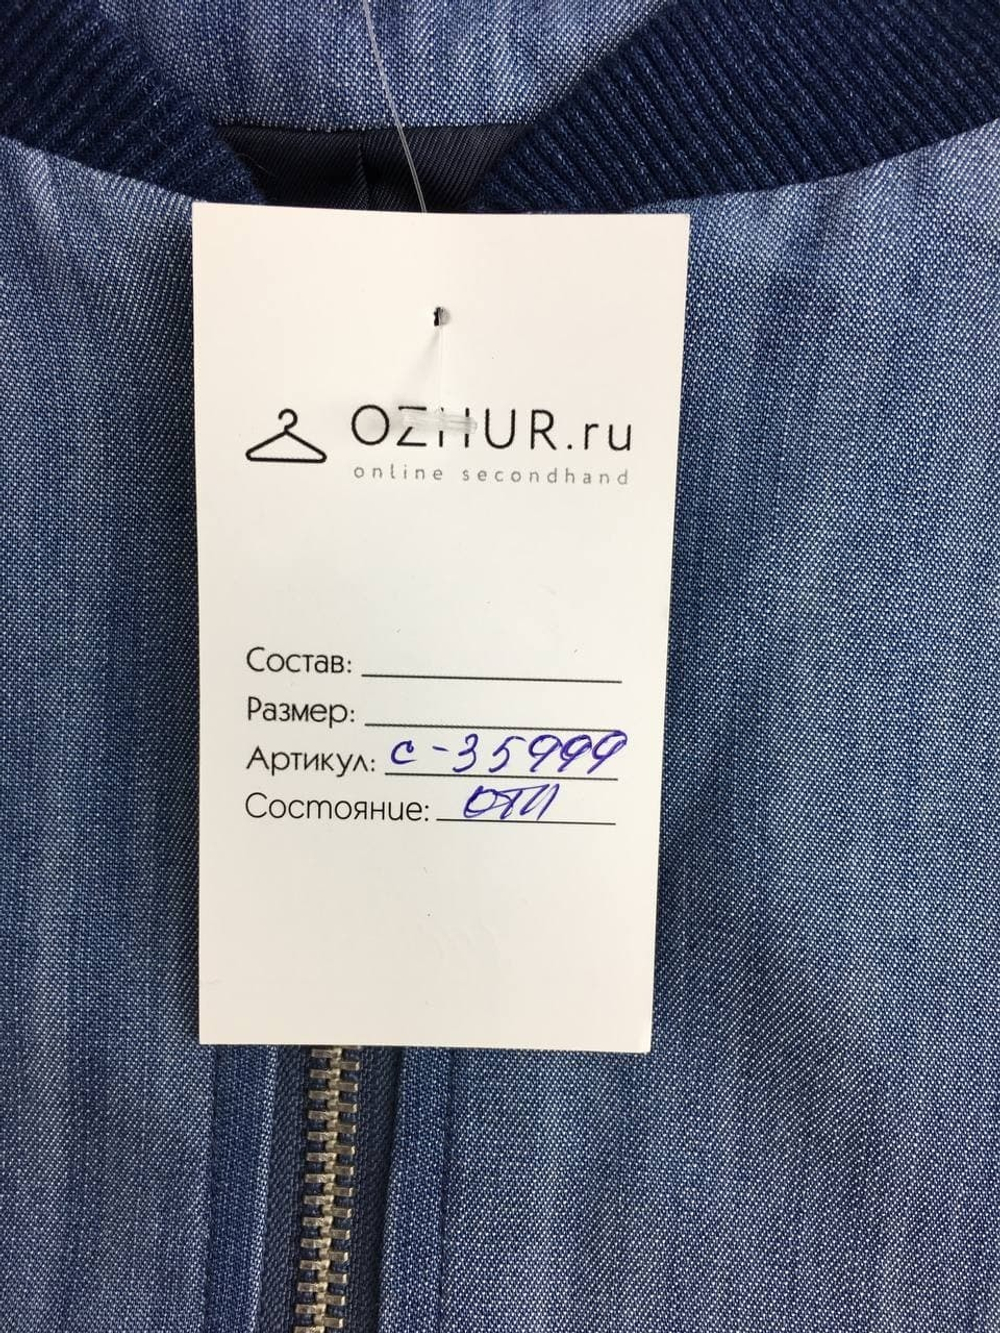 OZHUR.ru
online secondhand
Состав:
Размер:
Артикул: с-35999
Состояние: отл